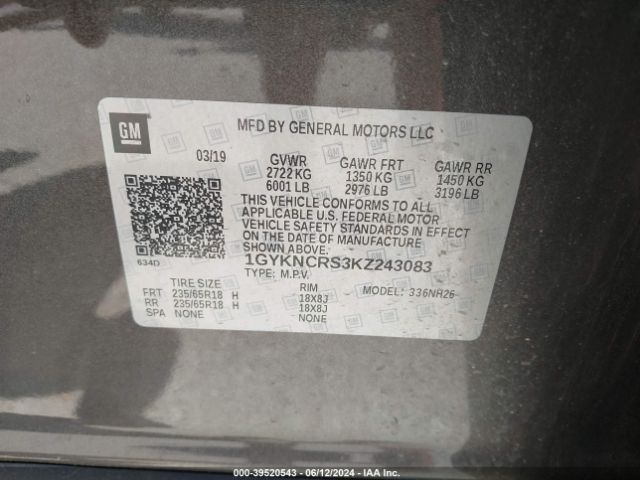 GM
MFD BY GENERAL MOTORS LLC
03/19
GVWR
2722 KG
6001 LB
GAWR FRT
1350 KG
2976 LB
GAWR RR
1450 KG
3196 LB
THIS VEHICLE CONFORMS TO ALL
APPLICABLE U.S. FEDERAL MOTOR
VEHICLE SAFETY STANDARDS IN EFFECT
ON THE DATE OF MANUFACTURE
SHOWN ABOVE.
1GYKNCRS3KZ243083
TYPE: M.P.V.
634D
TIRE SIZE
RIM
MODEL: 336NH26
FRT 235/65R18 H 18X8J
RR 235/65R18 H 18X8J
SPA NONE NONE
000-39520543 - 06/12/2024 - IAA Inc.